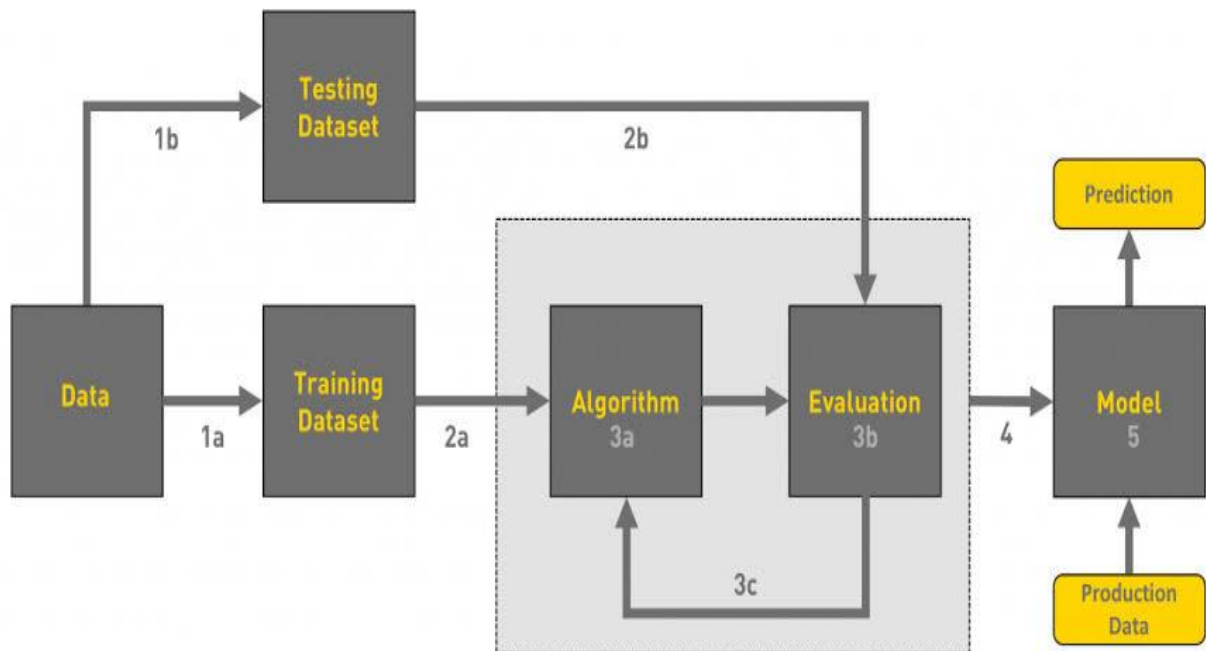 Testing
Dataset
1b
2b
Prediction
Data
1a
Training
Dataset
2a
Algorithm
3a
Evaluation
3b
4
Model
5
3c
Production
Data